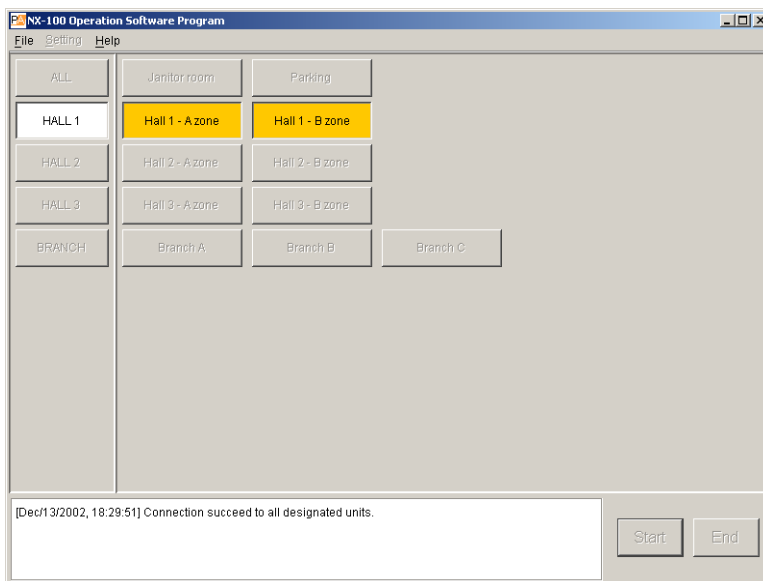 NX-100 Operation Software Program
File Setting Help
ALL Janitor room Parking
HALL 1 Hall 1 - A zone Hall 1 - B zone
HALL 2 Hall 2 - A zone Hall 2 - B zone
HALL 3 Hall 3 - A zone Hall 3 - B zone
BRANCH Branch A Branch B Branch C
[Dec/13/2002, 18:29:51] Connection succeed to all designated units.
Start End